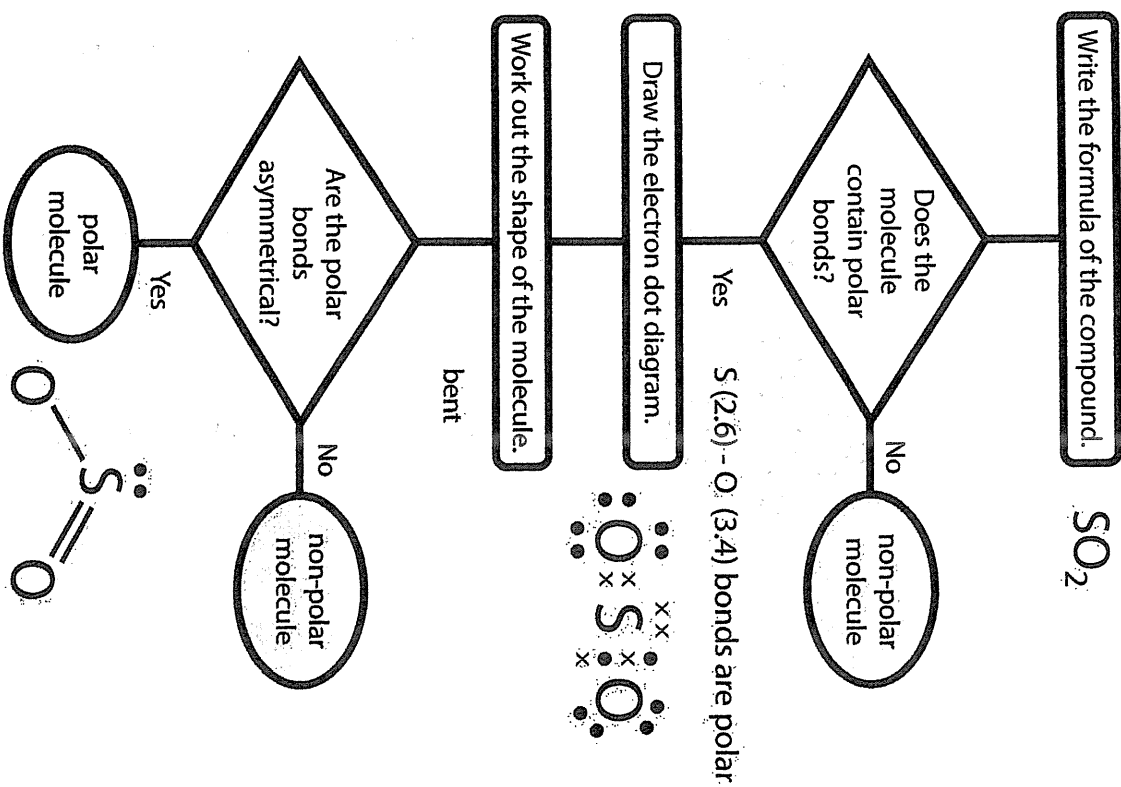 Write the formula of the compound.
SO₂
Does the
molecule
contain polar
bonds?
No
non-polar
molecule
Yes
S (2.6) - O (3.4) bonds are polar
Draw the electron dot diagram.
O S O
x x
x x
x x
x
Work out the shape of the molecule.
bent
Are the polar
bonds
asymmetrical?
No
non-polar
molecule
Yes
polar
molecule
S
O O